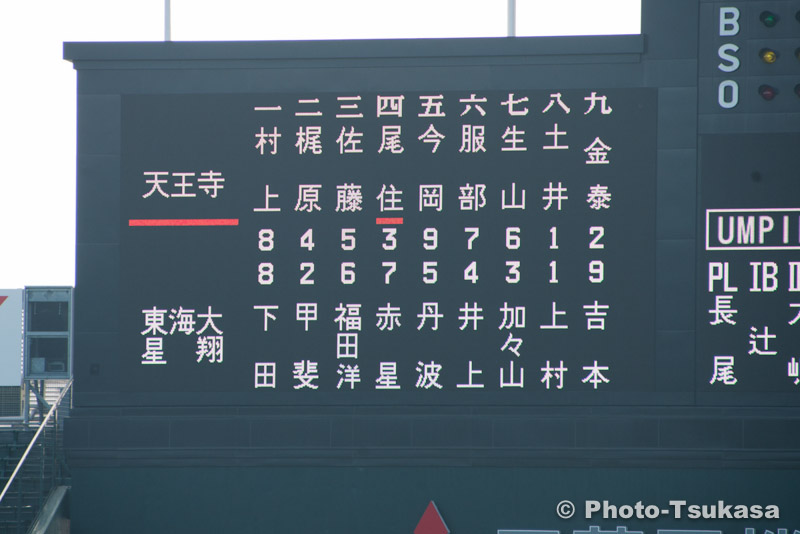 一 二 三 四 五 六 七 八 九
天王寺
村上 梶原 佐藤 尾住 今岡 服部 生山 土井 金泰
8 4 5 3 9 7 6 1 2
8 2 6 7 5 4 3 1 9
東海大
星翔
下田 甲斐 福田洋 赤星 丹波 井上 加々山 上村 吉本
B
S
O
UMPI
PL IB
長尾 辻
© Photo-Tsukasa